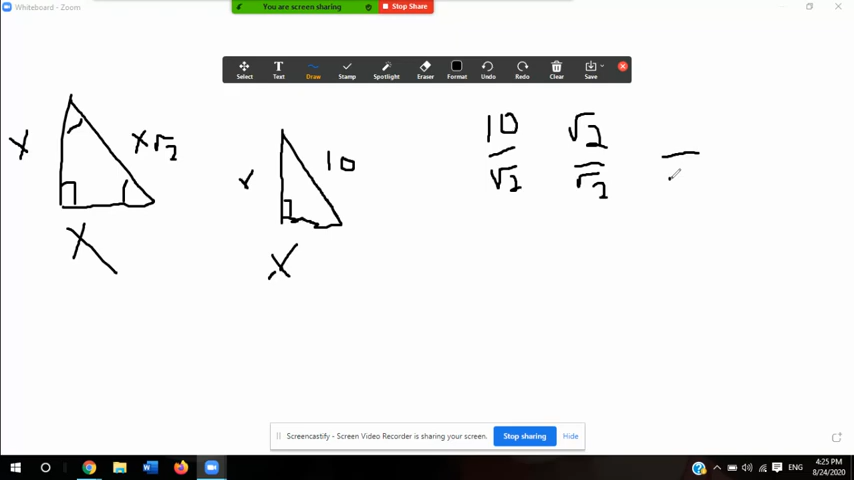 Whiteboard - Zoom
You are screen sharing
Stop Share
Select
Text
Draw
Stamp
Spotlight
Eraser
Format
Undo
Redo
Clear
Save
x
x√2
x
x
10
x
10
√2
√2
√2
Screencastify - Screen Video Recorder is sharing your screen.
Stop sharing
Hide
ENG
4:25 PM
8/24/2020